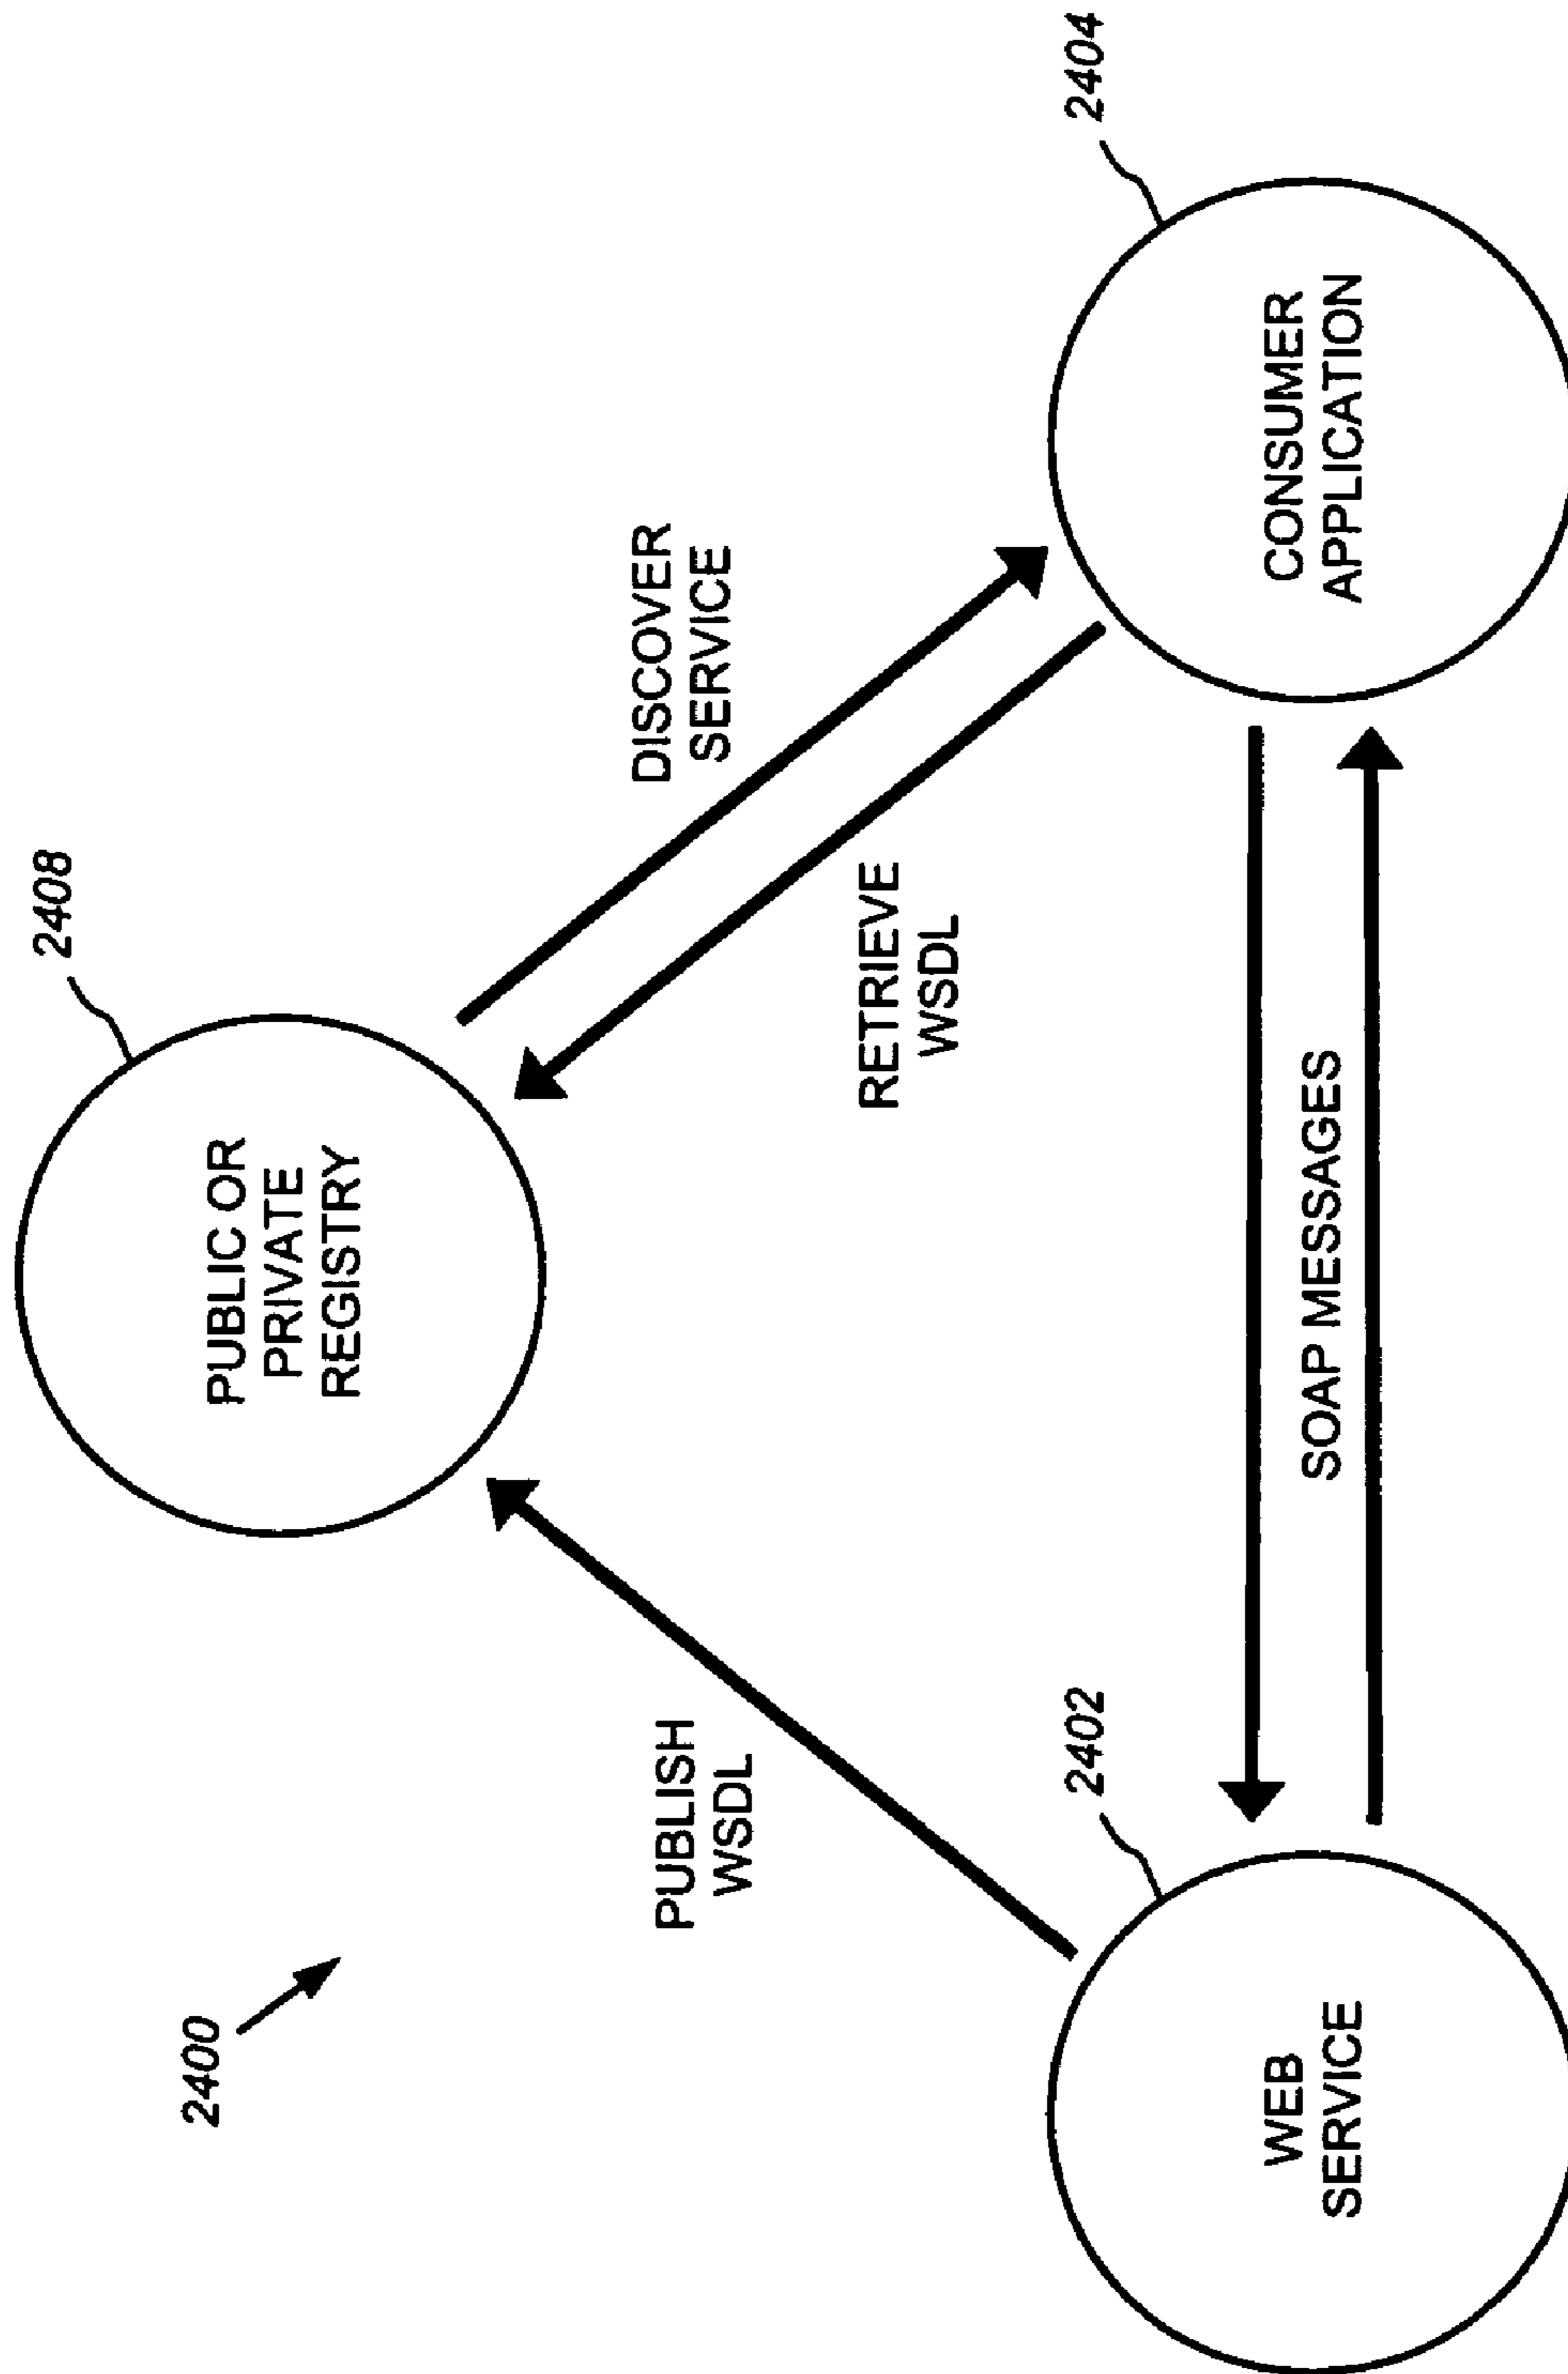 2400
2408
PUBLIC OR
PRIVATE
REGISTRY
PUBLISH
WSDL
DISCOVER
SERVICE
RETRIEVE
WSDL
2402
WEB
SERVICE
SOAP MESSAGES
2404
CONSUMER
APPLICATION